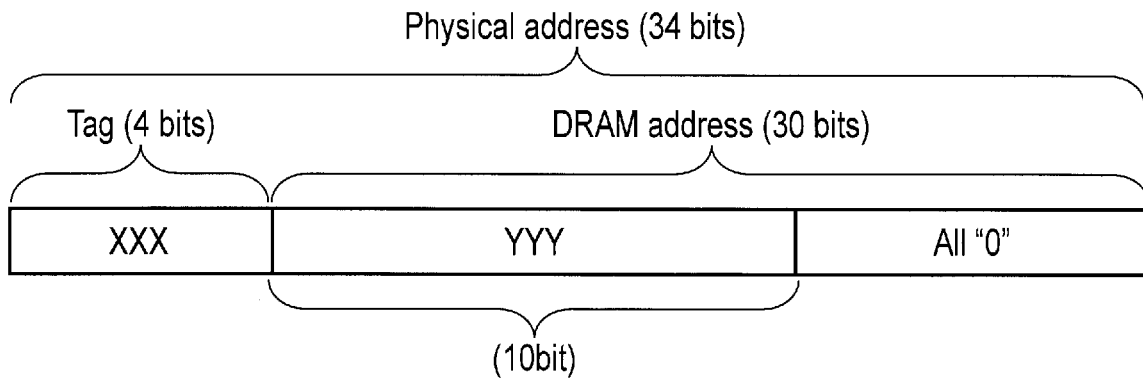 Physical address (34 bits)
Tag (4 bits)
DRAM address (30 bits)
XXX
YYY
All “0”
(10bit)